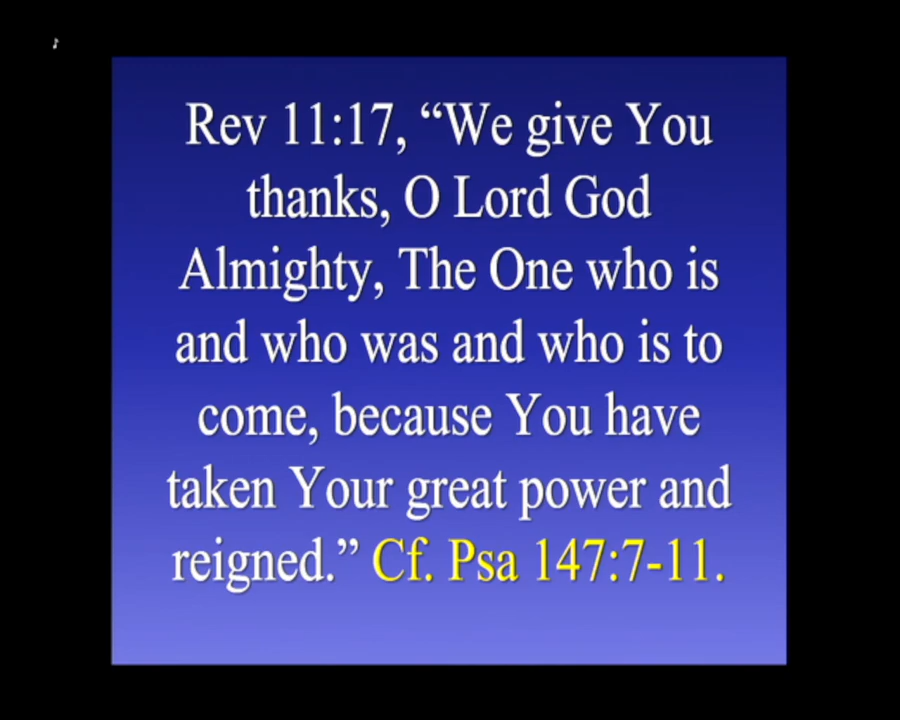 Rev 11:17, “We give You
thanks, O Lord God
Almighty, The One who is
and who was and who is to
come, because You have
taken Your great power and
reigned.” Cf. Psa 147:7-11.